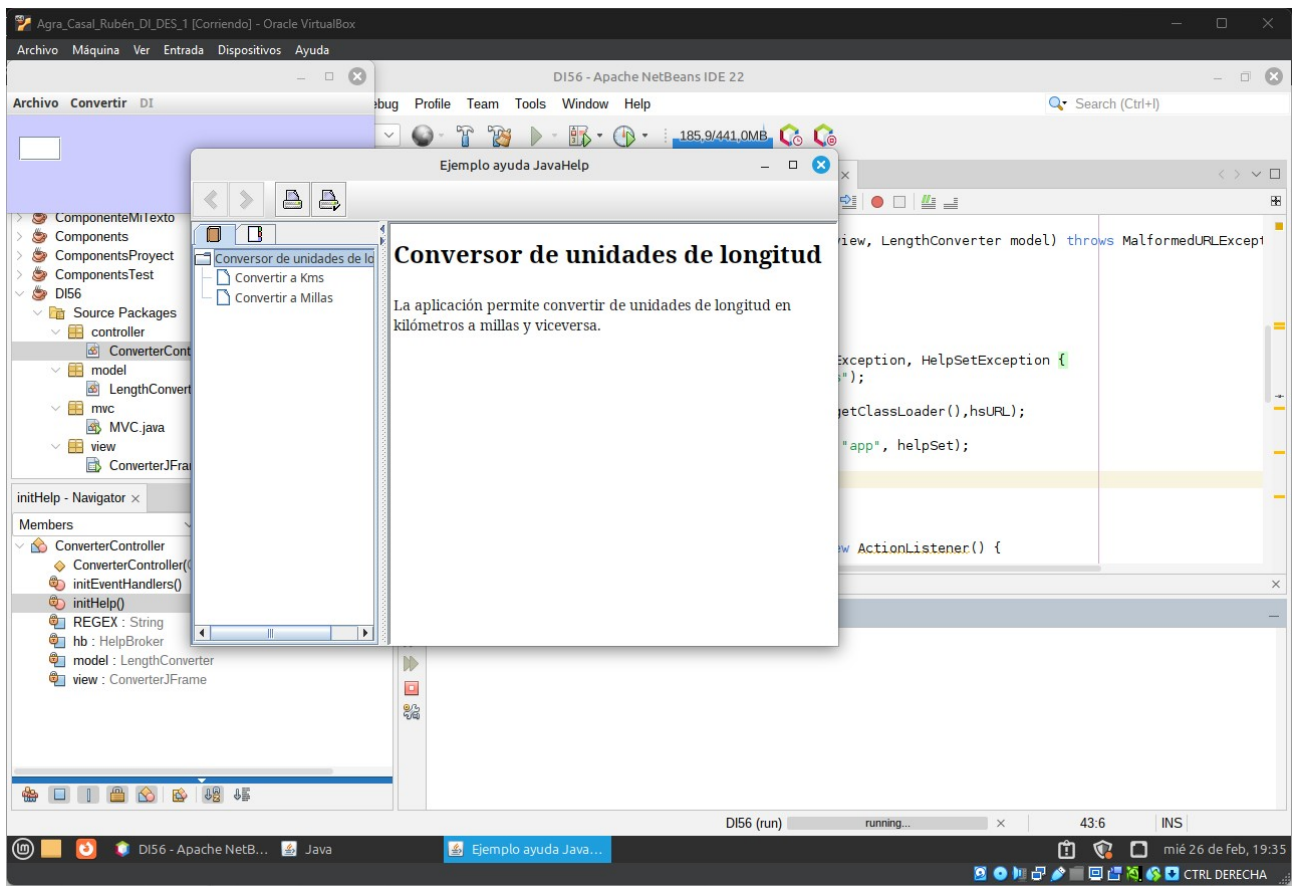 Agra_Casal_Rubén_DI_DES_1 [Corriendo] - Oracle VirtualBox
Archivo Máquina Ver Entrada Dispositivos Ayuda
DI56 - Apache NetBeans IDE 22
Archivo Convertir DI
Profile Team Tools Window Help
Search (Ctrl+I)
185,9/441,0MB
Ejemplo ayuda JavaHelp
ComponenteMiTexto
Components
ComponentsProyect
ComponentsTest
DI56
Source Packages
controller
ConverterCont
model
LengthConvert
mvc
MVC.java
view
ConverterJFra
Conversor de unidades de lo
Convertir a Kms
Convertir a Millas
Conversor de unidades de longitud
La aplicación permite convertir de unidades de longitud en
kilómetros a millas y viceversa.
view, LengthConverter model) throws MalformedURLExcept
Exception, HelpSetException {
");
getClassLoader(),hsURL);
"app", helpSet);
ActionListener() {
initHelp - Navigator
Members
ConverterController
ConverterController(
initEventHandlers()
initHelp()
REGEX : String
hb : HelpBroker
model : LengthConverter
view : ConverterJFrame
DI56 (run)
running...
43:6
INS
DI56 - Apache NetB...
Java
Ejemplo ayuda Java...
mié 26 de feb, 19:35
CTRL DERECHA